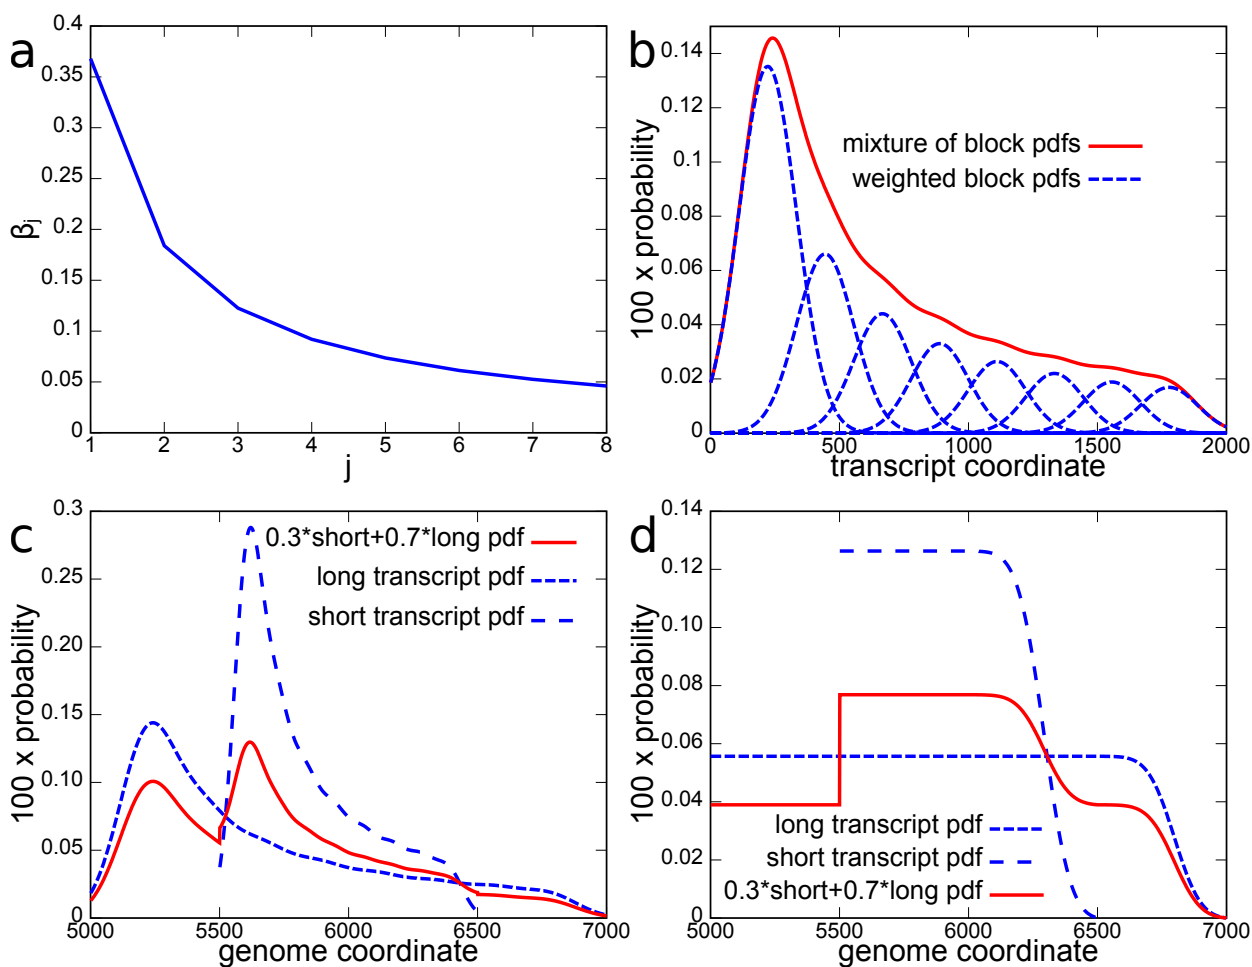 a
0.4
0.35
0.3
0.25
0.2
0.15
0.1
0.05
0
βj
1 2 3 4 5 6 7 8
j
b
0.14
0.12
0.1
0.08
0.06
0.04
0.02
0
100 x probability
mixture of block pdfs
weighted block pdfs
0 500 1000 1500 2000
transcript coordinate
c
0.3
0.25
0.20
0.15
0.10
0.05
0
100 x probability
0.3*short+0.7*long pdf
long transcript pdf
short transcript pdf
5000 5500 6000 6500 7000
genome coordinate
d
0.14
0.12
0.10
0.08
0.06
0.04
0.02
0
100 x probability
long transcript pdf
short transcript pdf
0.3*short+0.7*long pdf
5000 5500 6000 6500 7000
genome coordinate